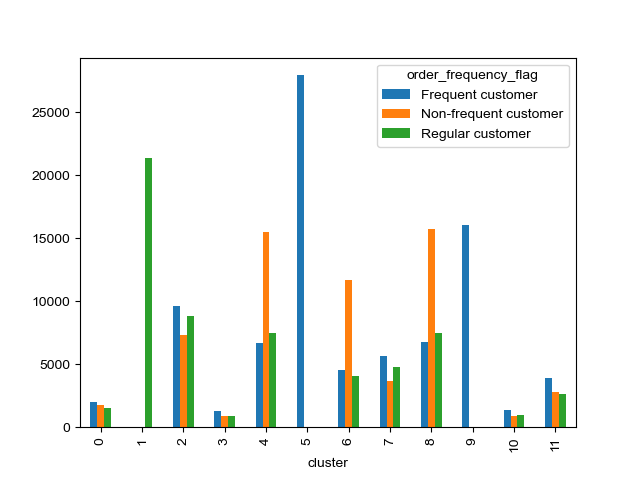 order_frequency_flag
Frequent customer
Non-frequent customer
Regular customer
25000
20000
15000
10000
5000
0
0 1 2 3 4 5 6 7 8 9 10 11
cluster